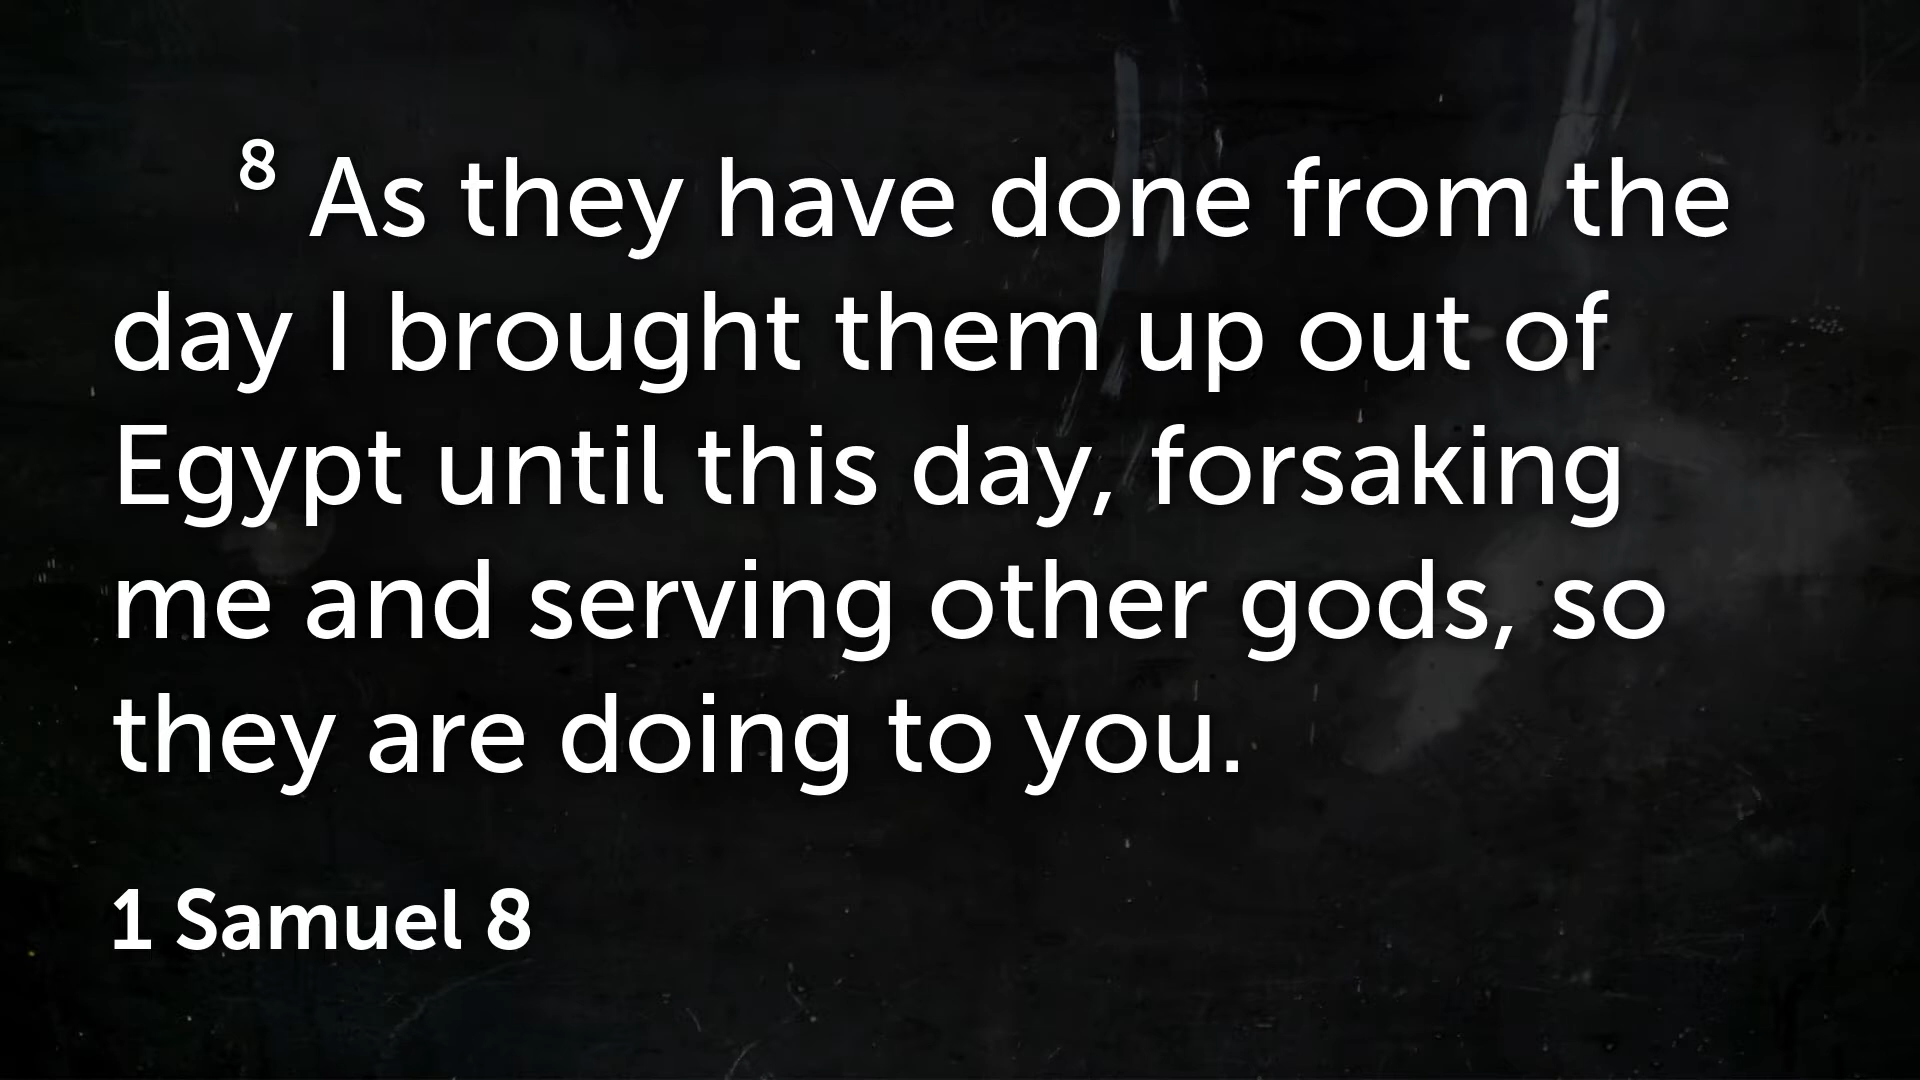 8 As they have done from the
day I brought them up out of
Egypt until this day, forsaking
me and serving other gods, so
they are doing to you.
1 Samuel 8